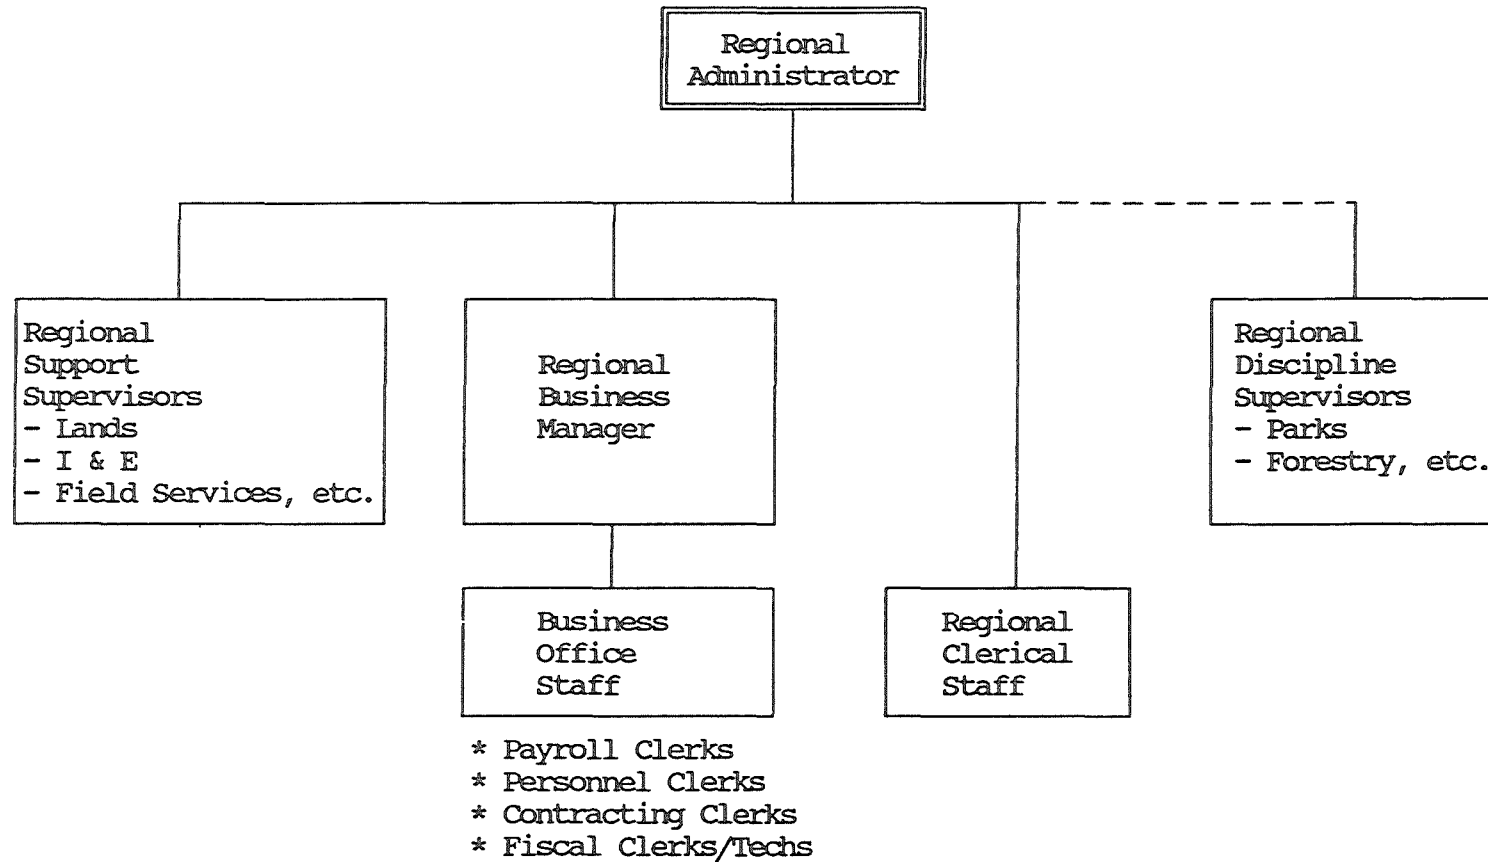 Regional
Administrator
Regional
Support
Supervisors
- Lands
- I & E
- Field Services, etc.
Regional
Business
Manager
Regional
Discipline
Supervisors
- Parks
- Forestry, etc.
Business
Office
Staff
Regional
Clerical
Staff
* Payroll Clerks
* Personnel Clerks
* Contracting Clerks
* Fiscal Clerks/Techs